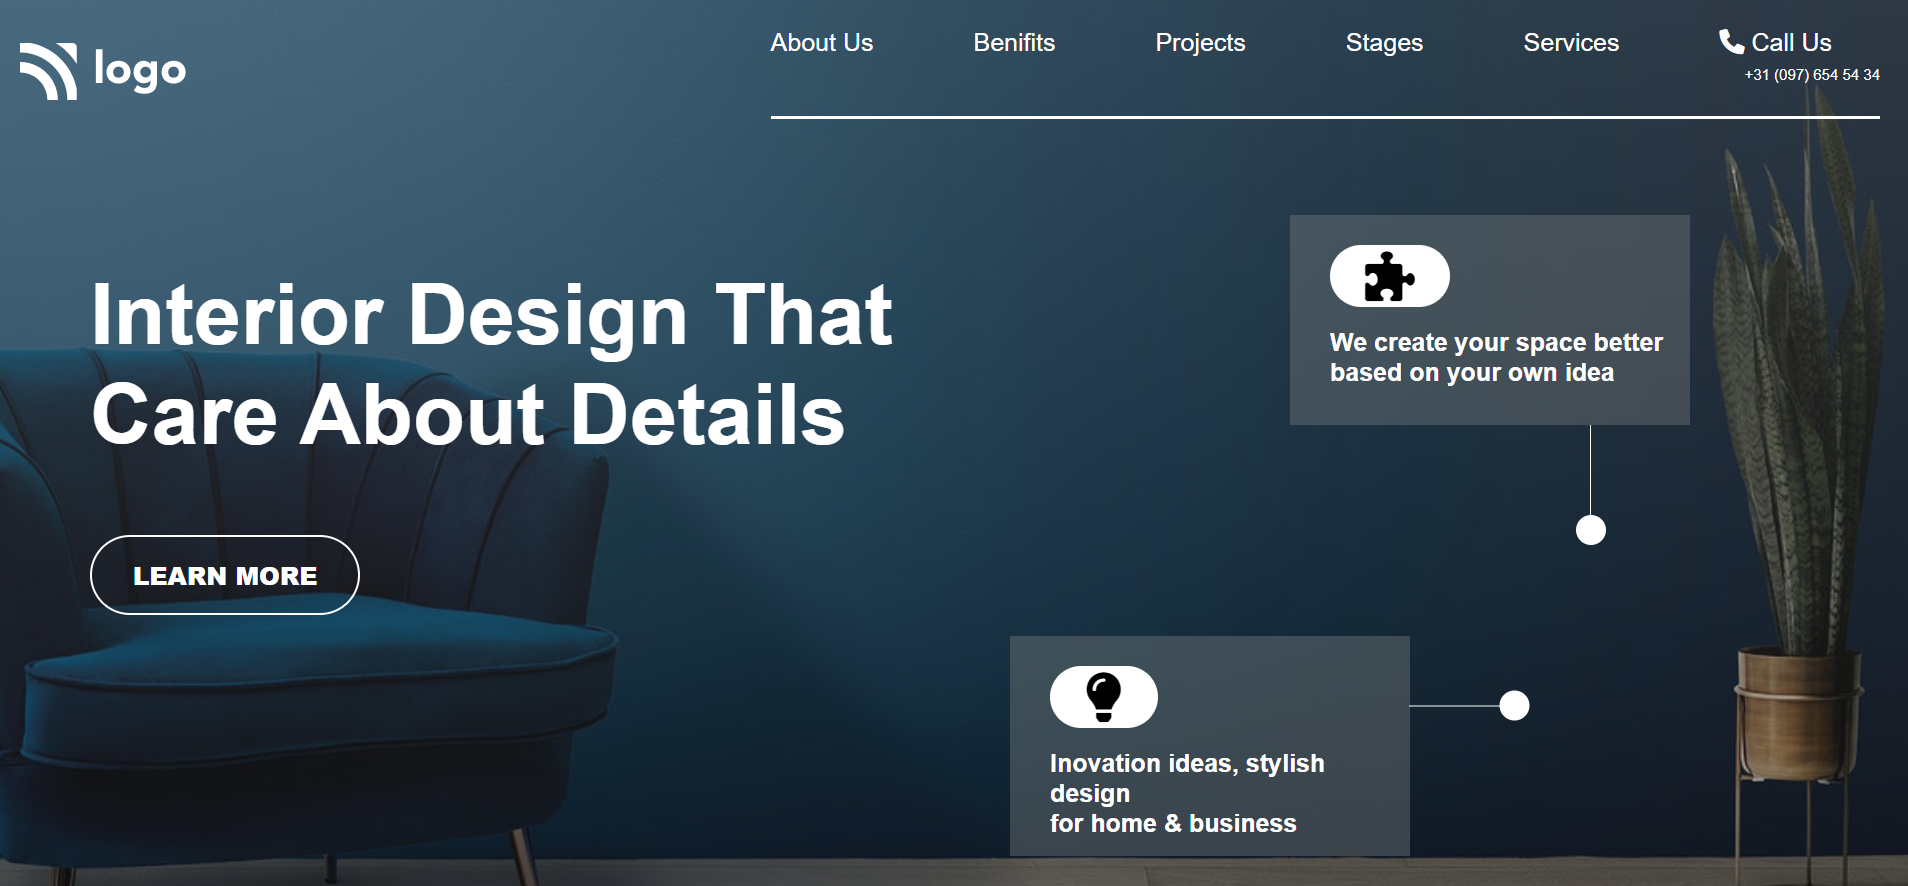 logo
About Us
Benifits
Projects
Stages
Services
Call Us
+31 (097) 654 54 34
Interior Design That
Care About Details
LEARN MORE
We create your space better
based on your own idea
Inovation ideas, stylish
design
for home & business